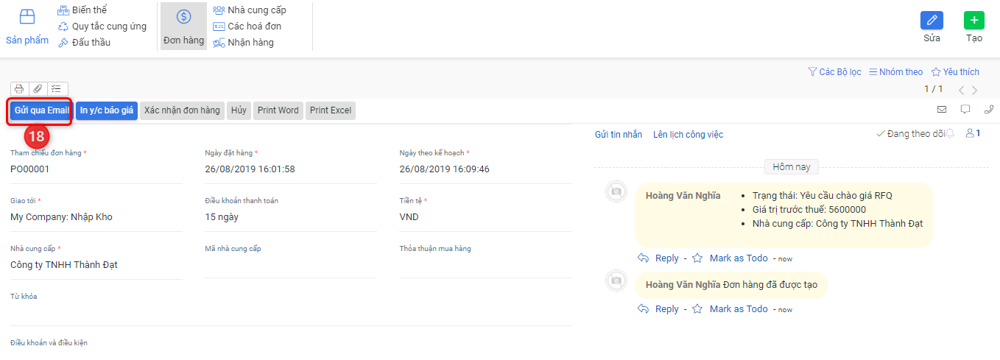 Sản phẩm
Biến thể
Quy tắc cung ứng
Đấu thầu
Đơn hàng
Nhà cung cấp
Các hoá đơn
Nhận hàng
Sửa
Tạo
Các Bộ lọc
Nhóm theo
Yêu thích
1 / 1
Gửi qua Email
In y/c báo giá
Xác nhận đơn hàng
Hủy
Print Word
Print Excel
18
Gửi tin nhắn
Lên lịch công việc
Đang theo dõi
1
Tham chiếu đơn hàng *
Ngày đặt hàng *
Ngày theo kế hoạch *
PO00001
26/08/2019 16:01:58
26/08/2019 16:09:46
Giao tới *
Điều khoản thanh toán
Tiền tệ *
My Company: Nhập Kho
15 ngày
VND
Nhà cung cấp *
Mã nhà cung cấp
Thỏa thuận mua hàng
Công ty TNHH Thành Đạt
Từ khóa
Điều khoản và điều kiện
Hôm nay
Hoàng Văn Nghĩa
• Trạng thái: Yêu cầu chào giá RFQ
• Giá trị trước thuế: 5600000
• Nhà cung cấp: Công ty TNHH Thành Đạt
Reply - Mark as Todo - now
Hoàng Văn Nghĩa Đơn hàng đã được tạo
Reply - Mark as Todo - now